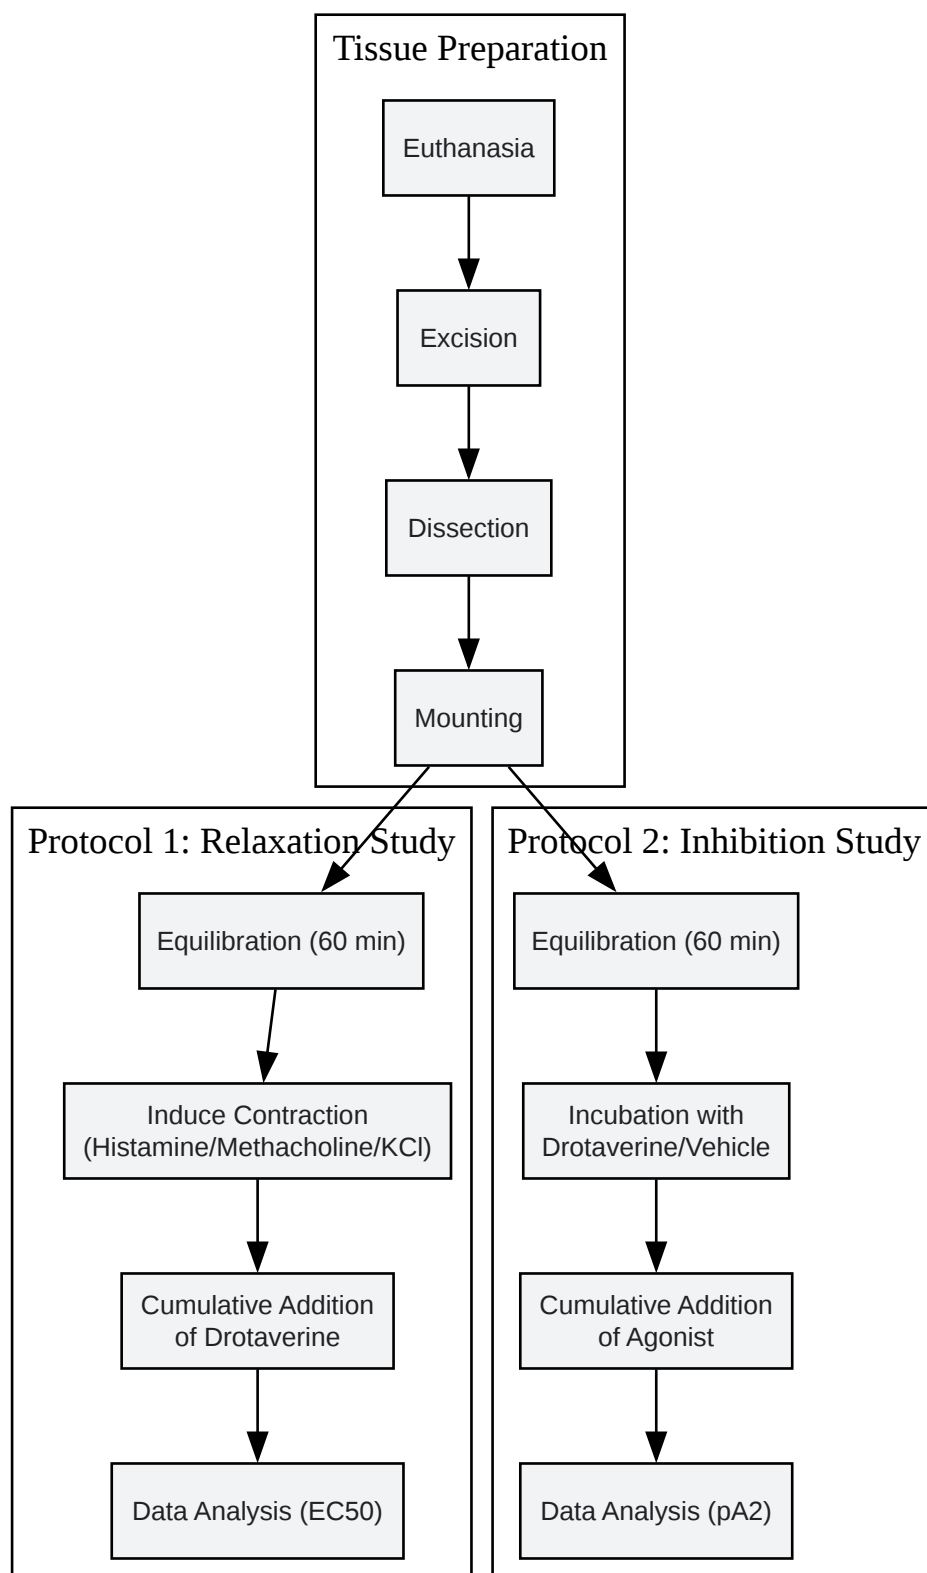 Tissue Preparation
Euthanasia
Excision
Dissection
Mounting
Protocol 1: Relaxation Study
Equilibration (60 min)
Induce Contraction
(Histamine/Methacholine/KCl)
Cumulative Addition
of Drotaverine
Data Analysis (EC50)
Protocol 2: Inhibition Study
Equilibration (60 min)
Incubation with
Drotaverine/Vehicle
Cumulative Addition
of Agonist
Data Analysis (pA2)